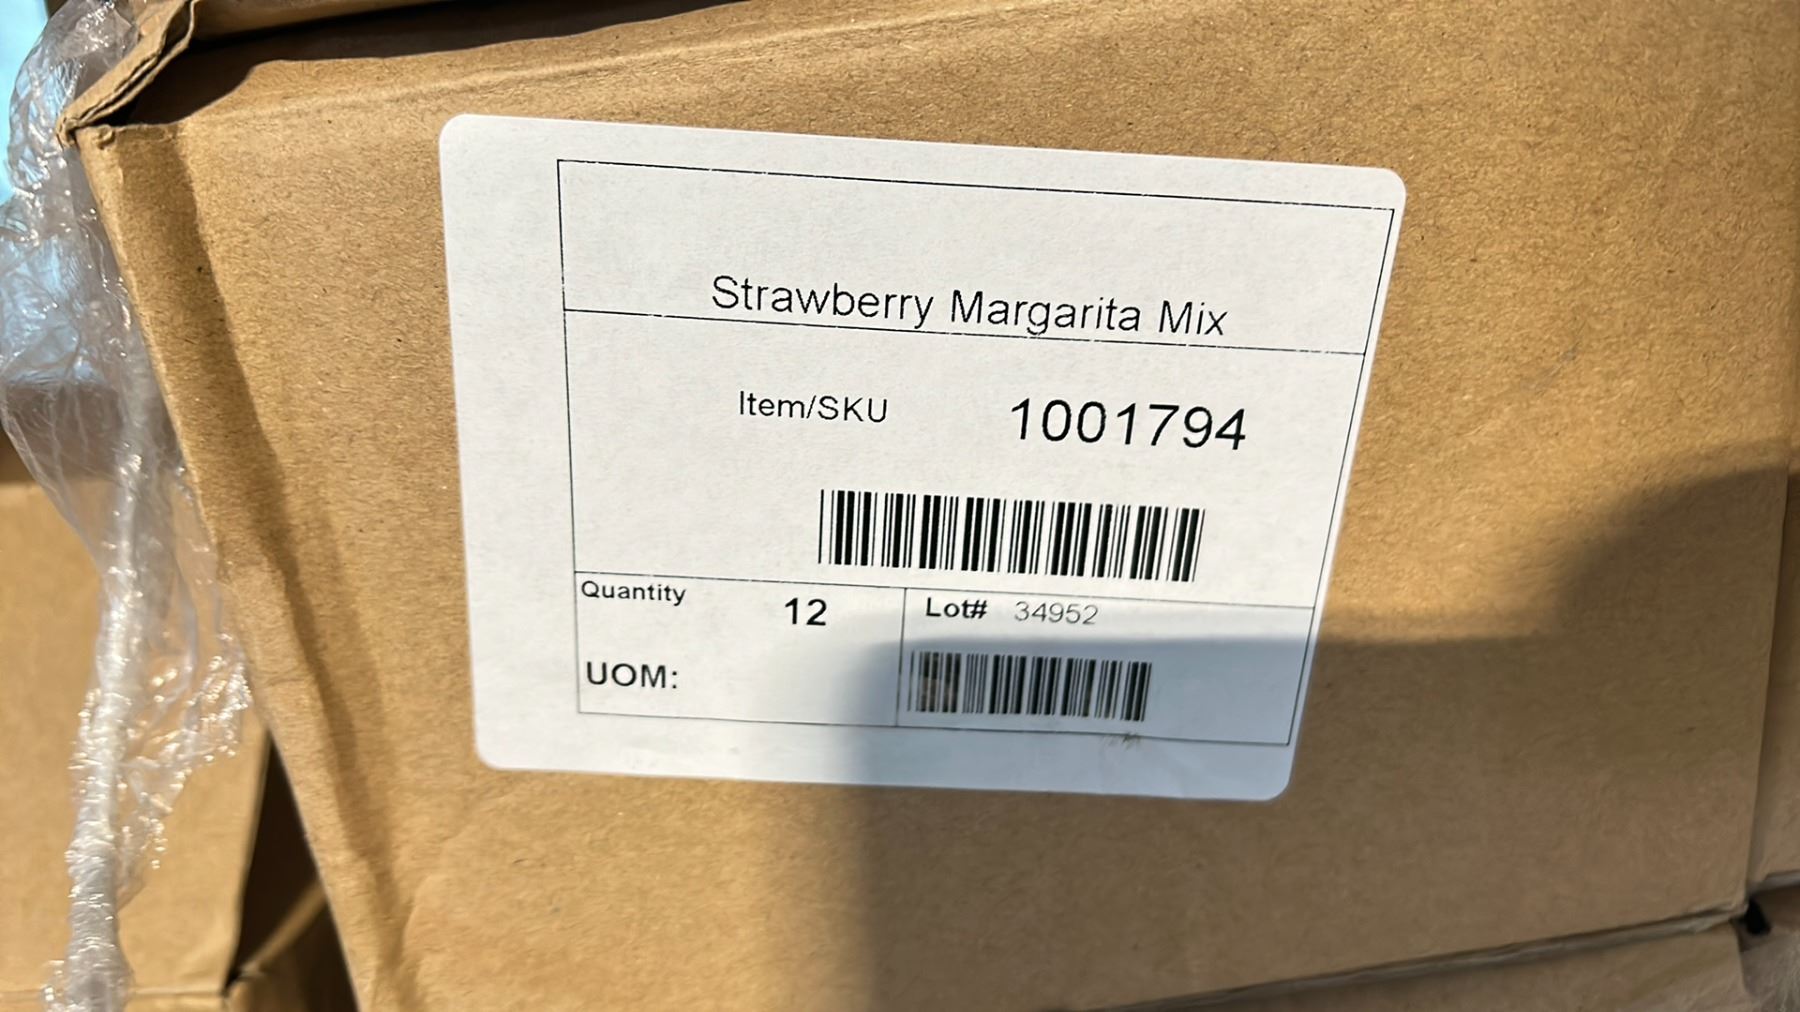 Strawberry Margarita Mix
Item/SKU 1001794
Quantity 12
Lot# 34952
UOM: